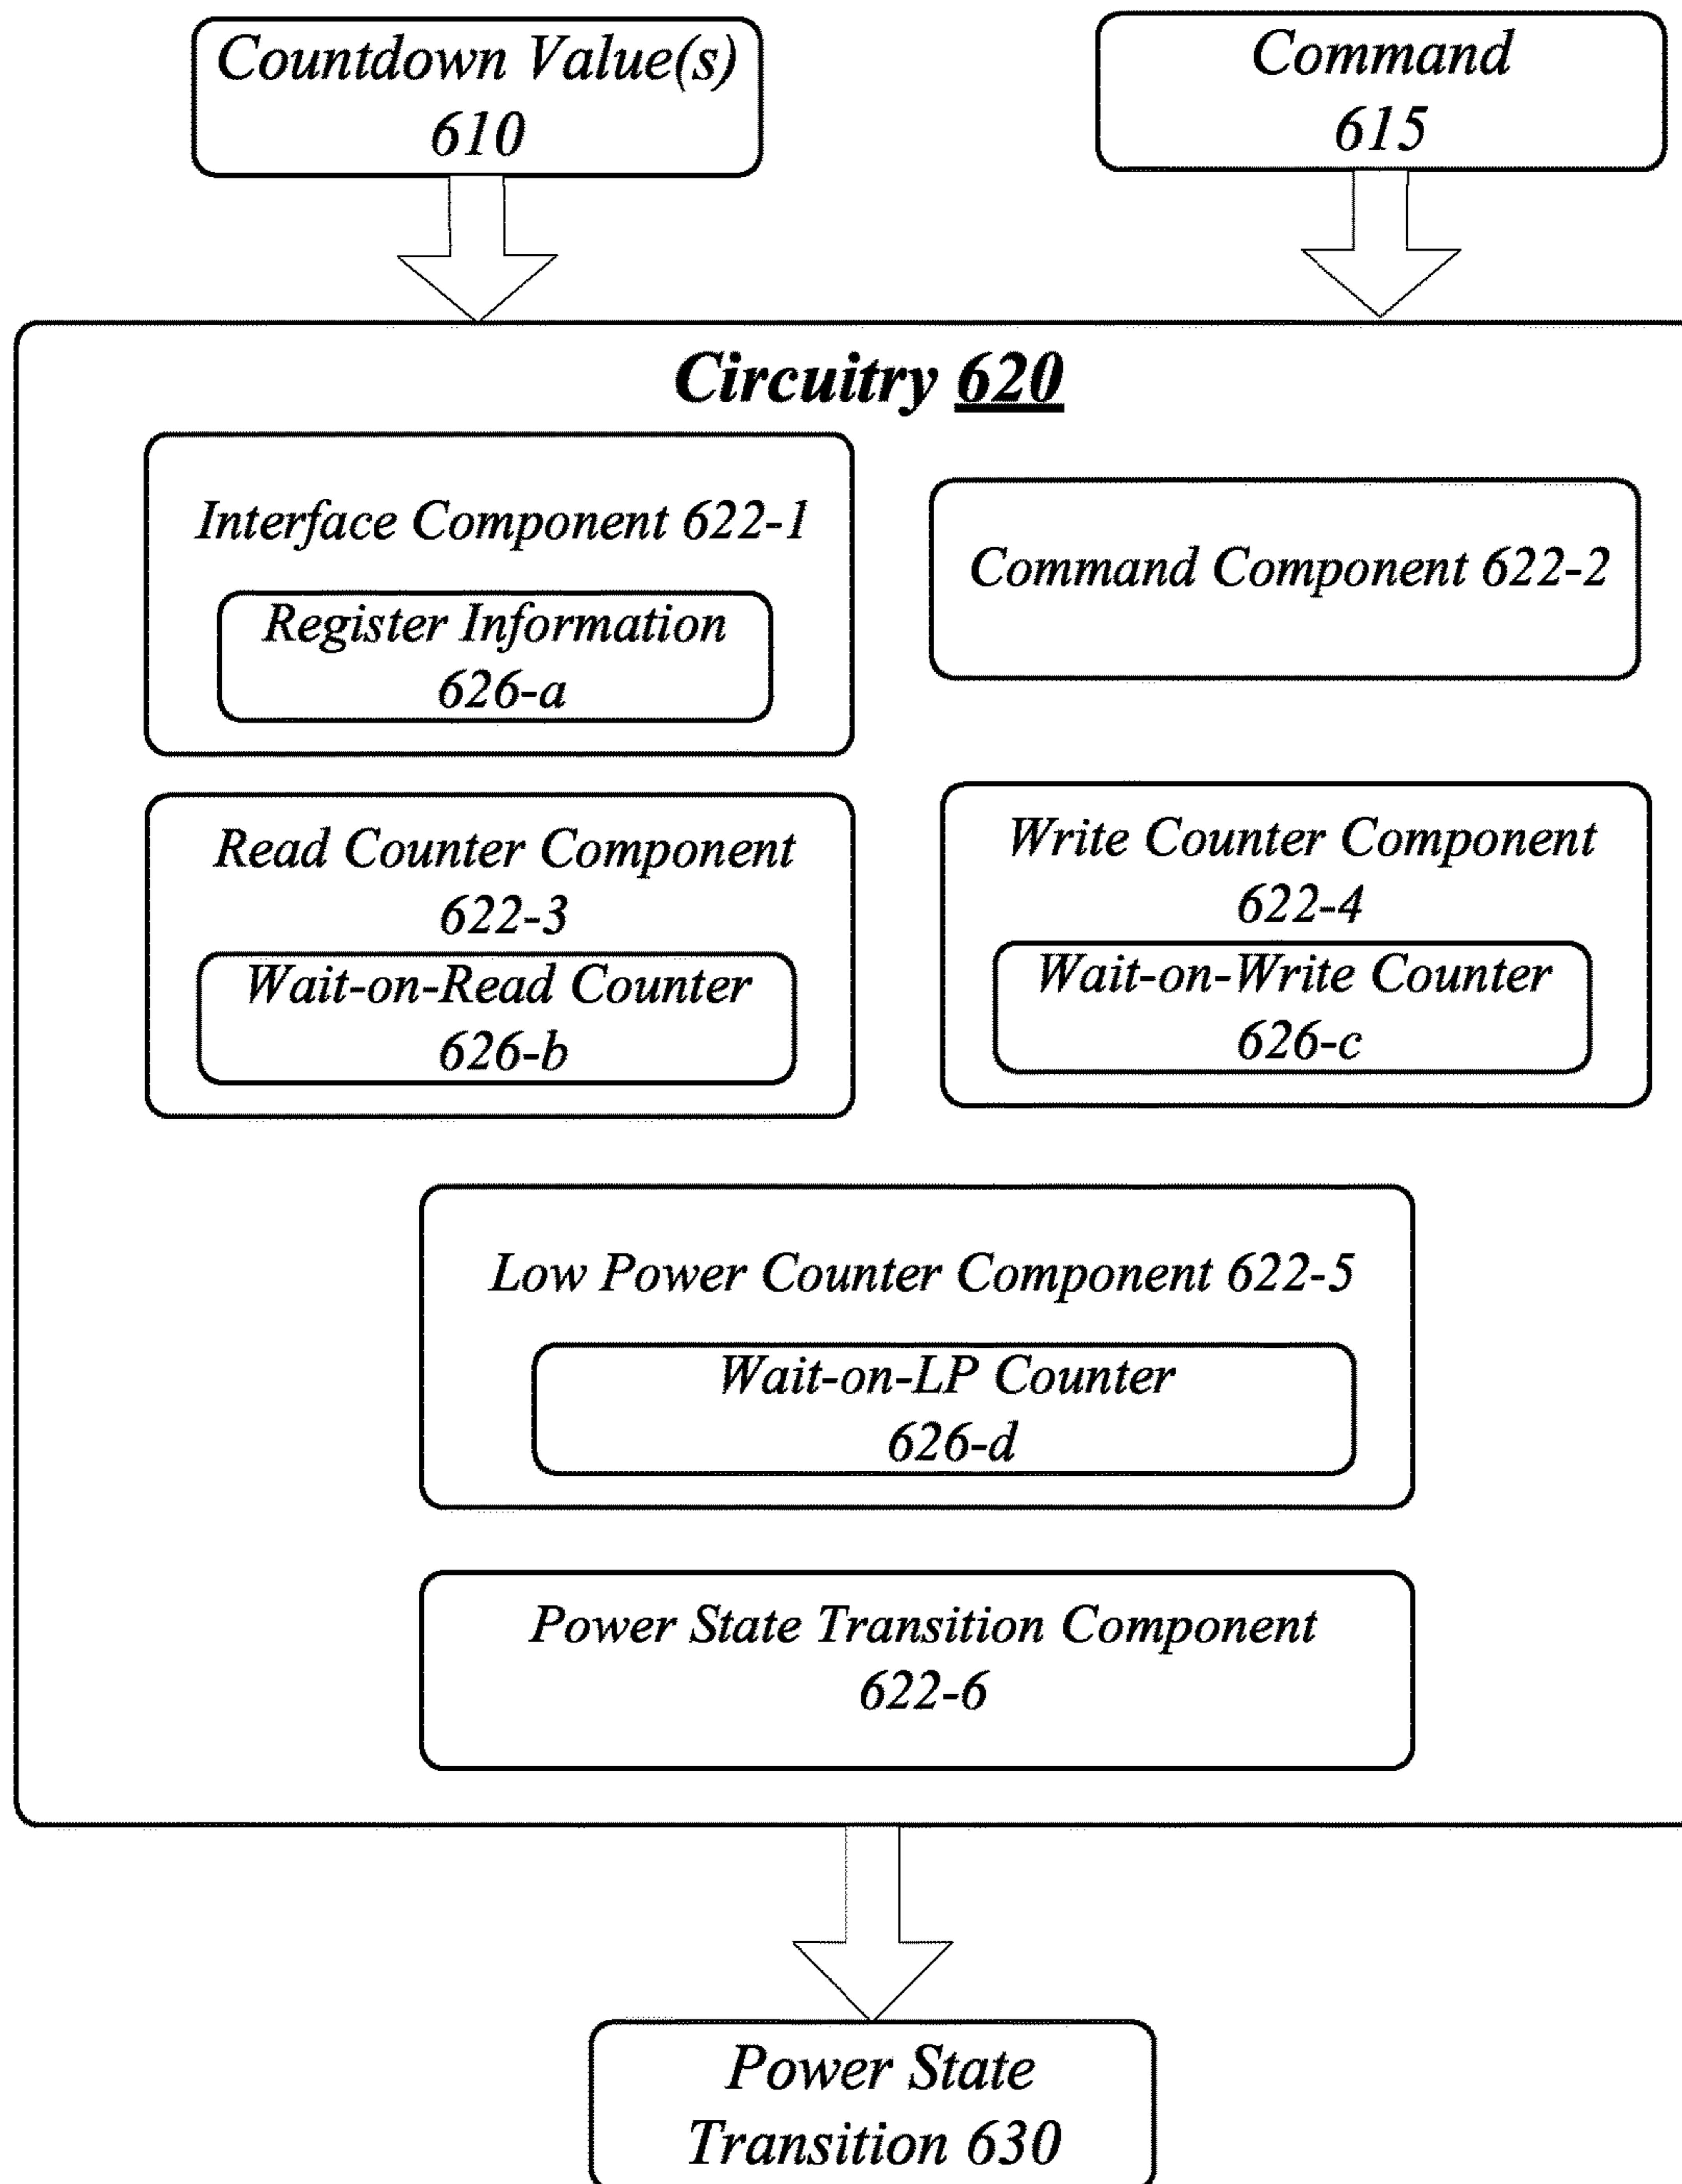 Countdown Value(s)
610
Command
615
Circuitry 620
Interface Component 622-1
Register Information
626-a
Command Component 622-2
Read Counter Component
622-3
Wait-on-Read Counter
626-b
Write Counter Component
622-4
Wait-on-Write Counter
626-c
Low Power Counter Component 622-5
Wait-on-LP Counter
626-d
Power State Transition Component
622-6
Power State
Transition 630